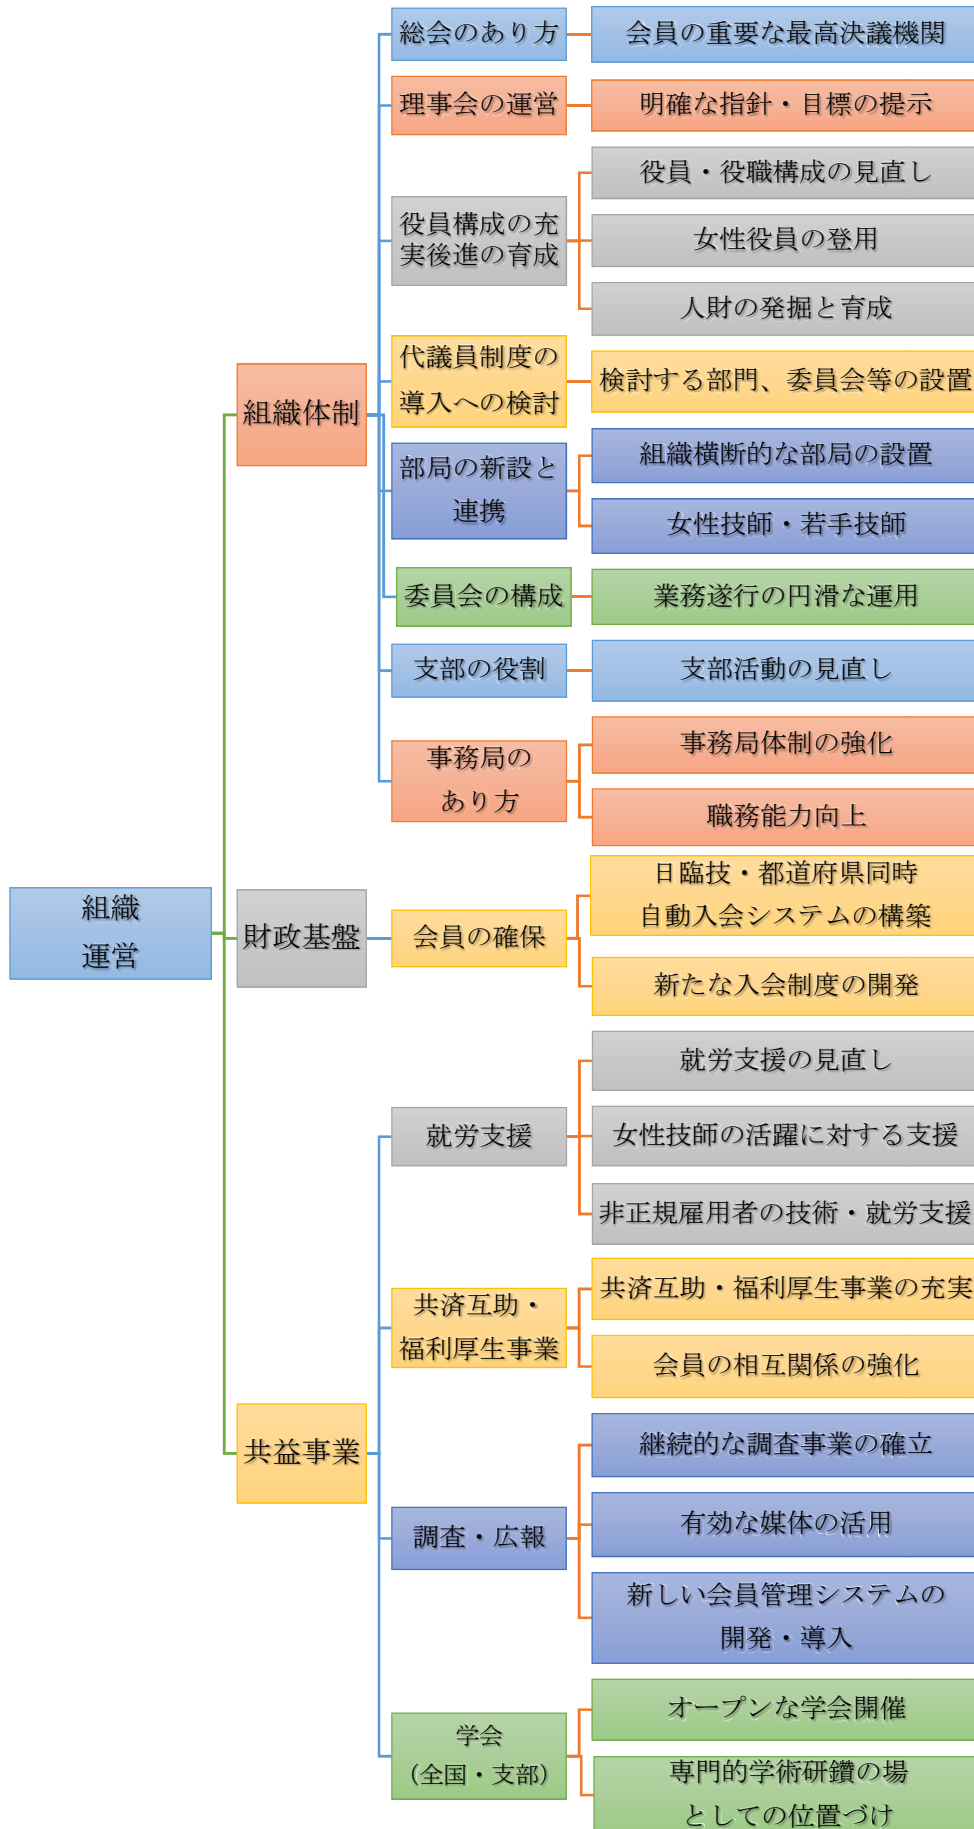 総会のあり方
会員の重要な最高決議機関
理事会の運営
明確な指針・目標の提示
役員構成の充
実後進の育成
役員・役職構成の見直し
女性役員の登用
人財の発掘と育成
組織体制
代議員制度の
導入への検討
検討する部門、委員会等の設置
部局の新設と
連携
組織横断的な部局の設置
女性技師・若手技師
委員会の構成
業務遂行の円滑な運用
支部の役割
支部活動の見直し
事務局の
あり方
事務局体制の強化
職務能力向上
組織
運営
財政基盤
会員の確保
日臨技・都道府県同時
自動入会システムの構築
新たな入会制度の開発
就労支援
就労支援の見直し
女性技師の活躍に対する支援
非正規雇用者の技術・就労支援
共済互助・
福利厚生事業
共済互助・福利厚生事業の充実
会員の相互関係の強化
共益事業
調査・広報
継続的な調査事業の確立
有効な媒体の活用
新しい会員管理システムの
開発・導入
学会
（全国・支部）
オープンな学会開催
専門的学術研鑽の場
としての位置づけ